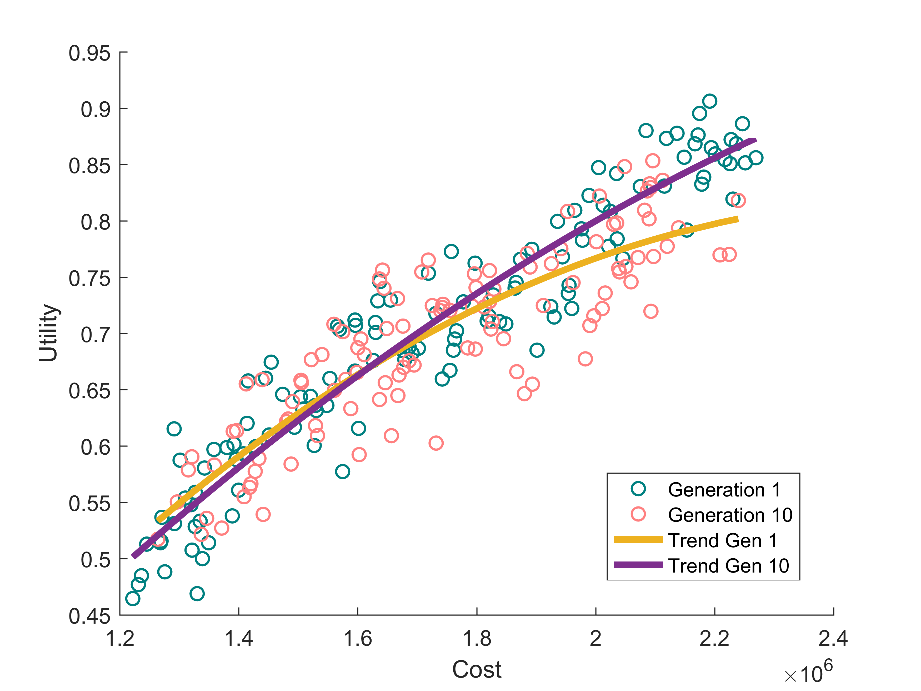 0.95
0.9
0.85
0.8
0.75
0.7
0.65
0.6
0.55
0.5
0.45
Utility
Generation 1
Generation 10
Trend Gen 1
Trend Gen 10
1.2 1.4 1.6 1.8 2 2.2 2.4
Cost
×10⁶